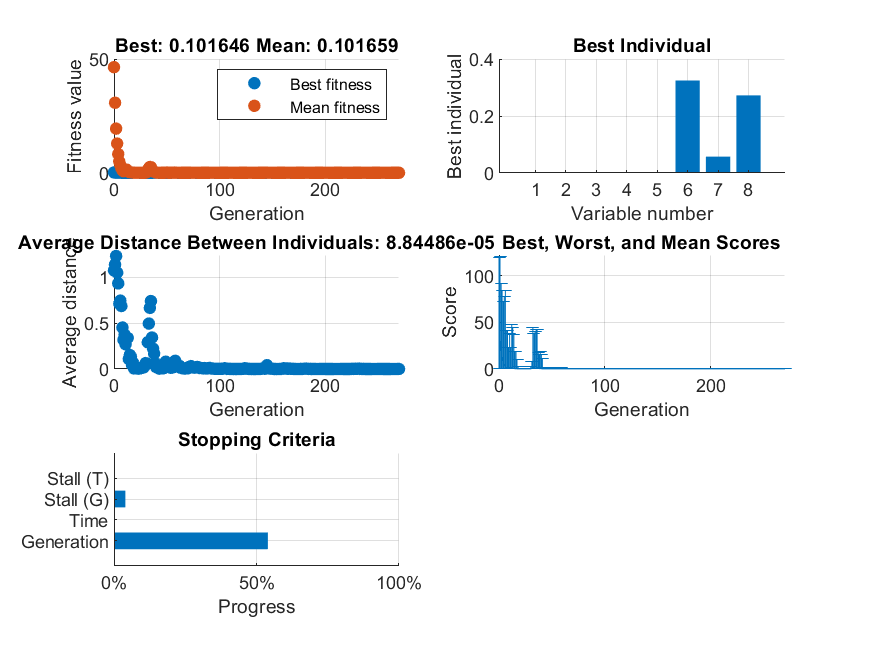 Best: 0.101646 Mean: 0.101659
Fitness value
50
0
0
100
200
Generation
Best fitness
Mean fitness
Best Individual
Best individual
0.4
0.2
0
1 2 3 4 5 6 7 8
Variable number
Average Distance Between Individuals: 8.84486e-05
Average distance
1
0.5
0
0
100
200
Generation
Best, Worst, and Mean Scores
Score
100
50
0
0
100
200
Generation
Stopping Criteria
Stall (T)
Stall (G)
Time
Generation
0%
50%
100%
Progress